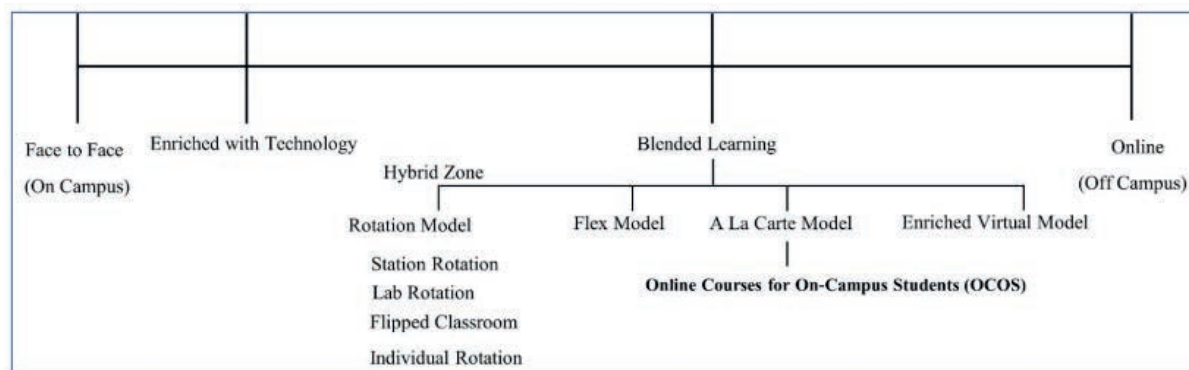 Face to Face
(On Campus)
Enriched with Technology
Blended Learning
Online
(Off Campus)
Hybrid Zone
Rotation Model
Flex Model
A La Carte Model
Enriched Virtual Model
Station Rotation
Lab Rotation
Flipped Classroom
Individual Rotation
Online Courses for On-Campus Students (OCOS)